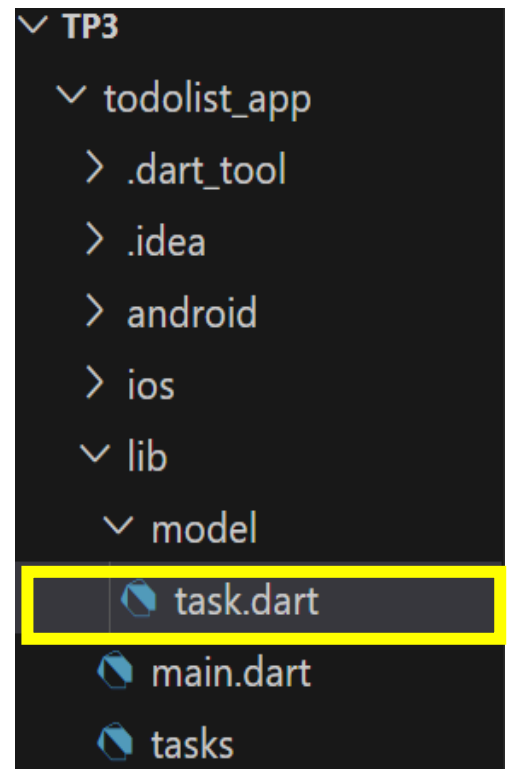 TP3
todolist_app
.dart_tool
.idea
android
ios
lib
model
task.dart
main.dart
tasks